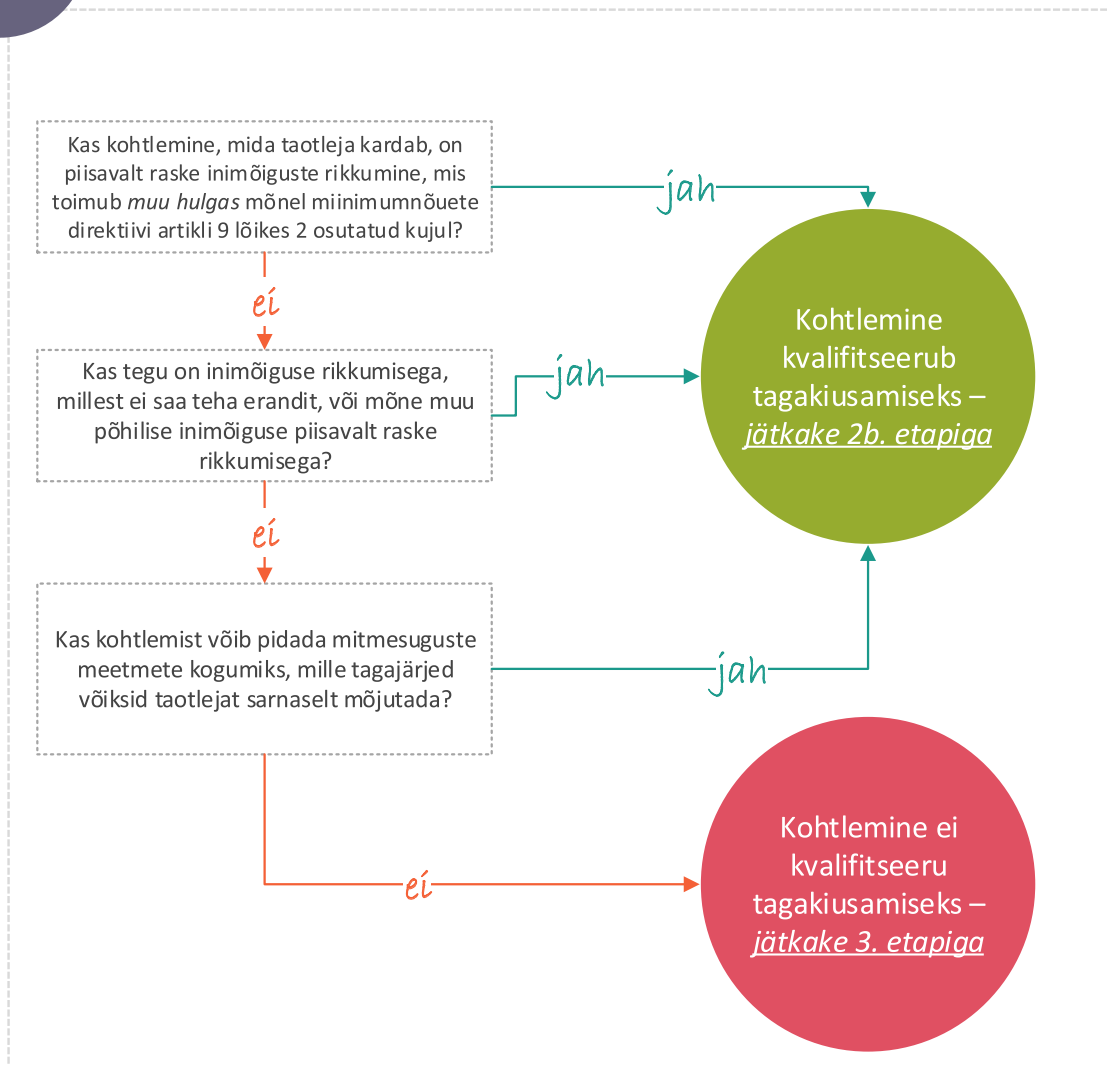 Kas kohtlemine, mida taotleja kardab, on
piisavalt raske inimõiguste rikkumine, mis
toimub muu hulgas mõnel miinimumnõuete
direktiivi artikli 9 lõikes 2 osutatud kujul?
jah
ei
Kas tegu on inimõiguse rikkumisega,
millest ei saa teha erandit, või mõne muu
põhilise inimõiguse piisavalt raske
rikkumisega?
jah
Kohtlemine
kvalifitseerub
tagakiusamiseks –
jätkake 2b. etapiga
ei
Kas kohtlemist võib pidada mitmesuguste
meetmete kogumiks, mille tagajärjed
võiksid taotlejat sarnaselt mõjutada?
jah
ei
Kohtlemine ei
kvalifitseeru
tagakiusamiseks –
jätkake 3. etapiga